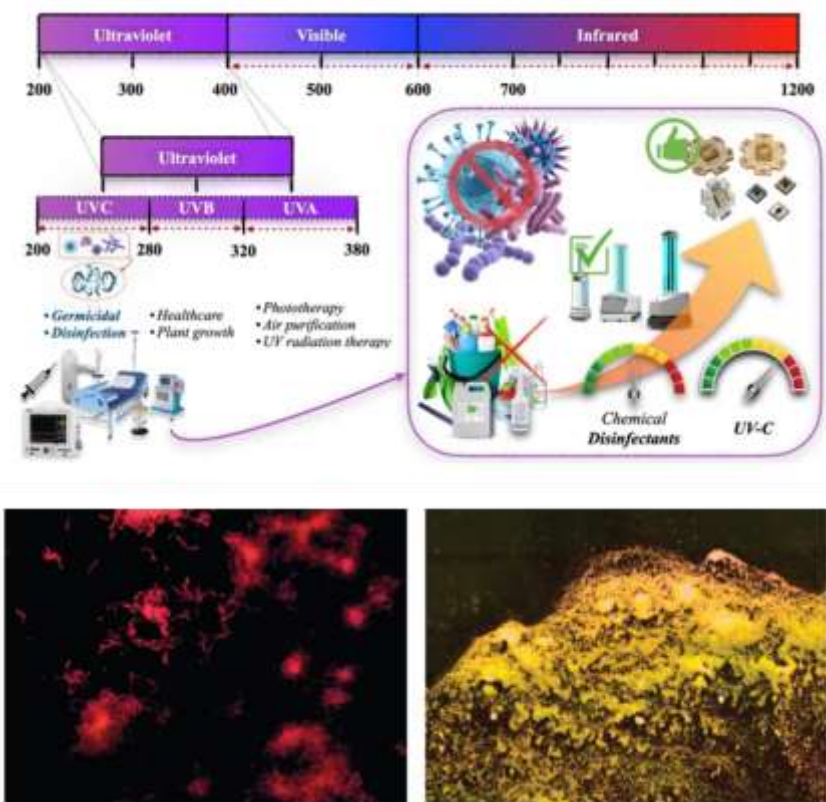 Ultraviolet Visible Infrared
200 300 400 500 600 700 1200
Ultraviolet
UVC UVB UVA
200 280 320 380
• Germicidal
Disinfection
• Healthcare
• Plant growth
• Phototherapy
• Air purification
• UV radiation therapy
Chemical
Disinfectants
UV-C